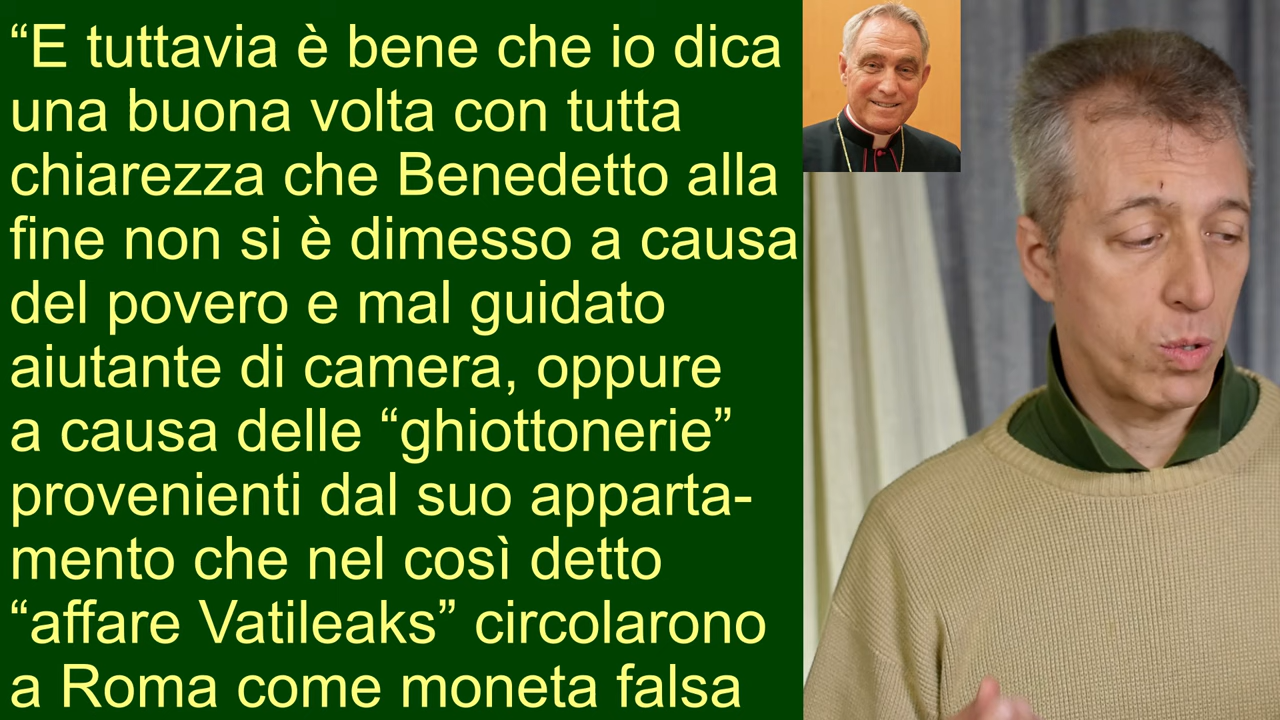 “E tuttavia è bene che io dica
una buona volta con tutta
chiarezza che Benedetto alla
fine non si è dimesso a causa
del povero e mal guidato
aiutante di camera, oppure
a causa delle “ghiottonerie”
provenienti dal suo apparta-
mento che nel così detto
“affare Vatileaks” circolarono
a Roma come moneta falsa